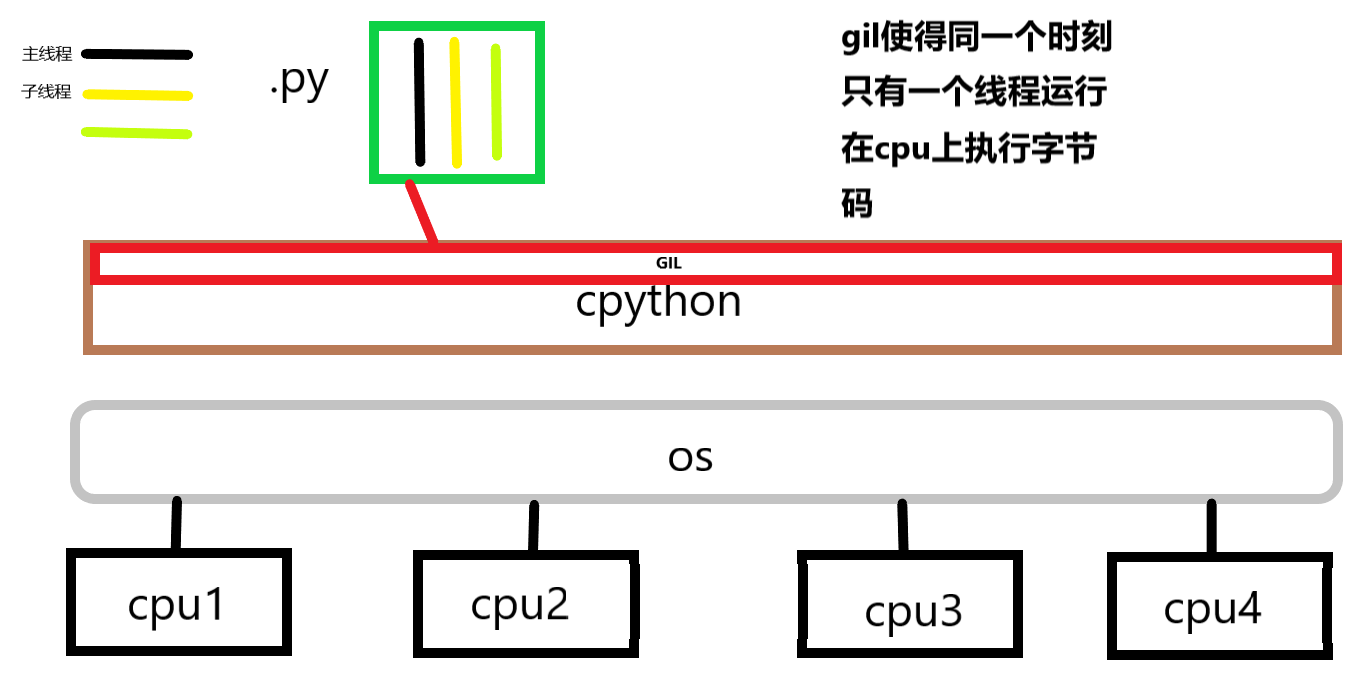 主线程
子线程
.py
gil使得同一个时刻
只有一个线程运行
在cpu上执行字节
码
GIL
cpython
os
cpu1
cpu2
cpu3
cpu4